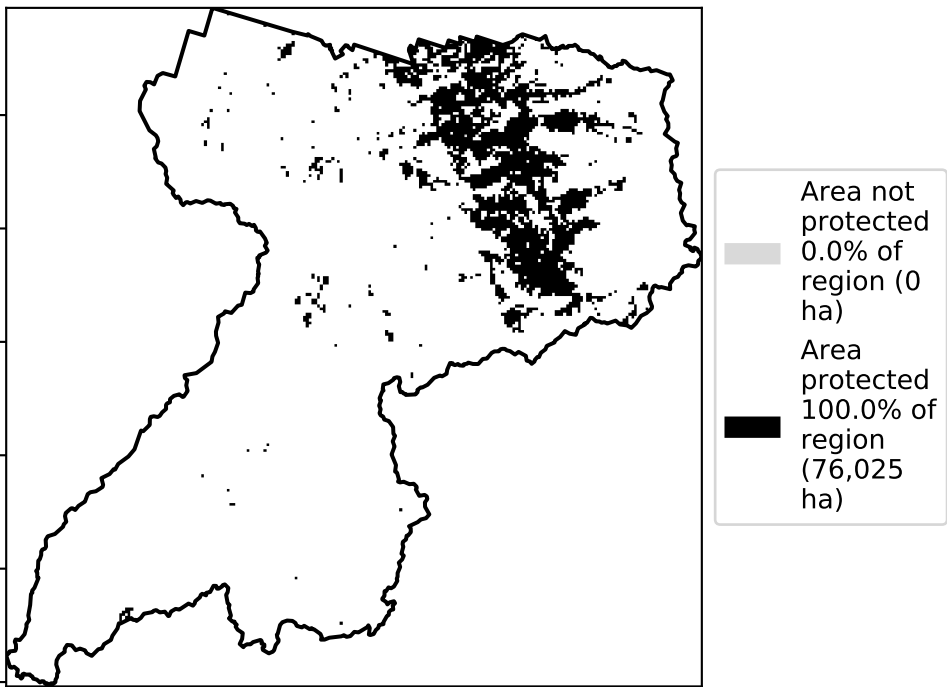 Area not
protected
0.0% of
region (0
ha)
Area
protected
100.0% of
region
(76,025
ha)